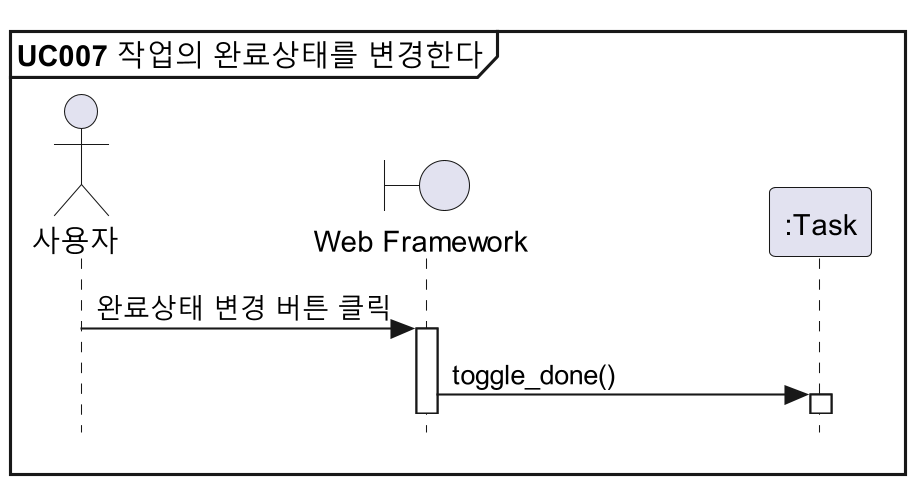 UC007 작업의 완료상태를 변경한다
사용자
Web Framework
:Task
완료상태 변경 버튼 클릭
toggle_done()